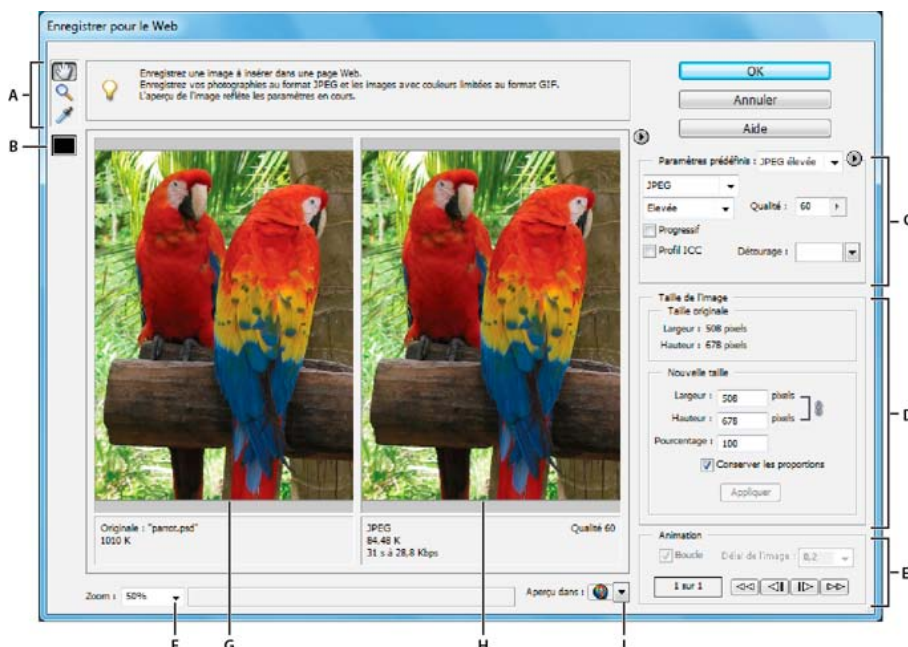 Enregistrer pour le Web
A
B
Enregistrez une image à insérer dans une page Web.
Enregistrez vos photographies au format JPEG et les images avec couleurs limitées au format GIF.
L'aperçu de l'image reflète les paramètres en cours.
OK
Annuler
Aide
Paramètres prédéfinis : JPEG élevée
JPEG
Elevée
Qualité : 60
Progressif
Profil ICC
Détourage :
C
Taille de l'image
Taille originale
Largeur : 508 pixels
Hauteur : 678 pixels
Nouvelle taille
Largeur : 508 pixels
Hauteur : 678 pixels
Pourcentage : 100
Conserver les proportions
Appliquer
D
Originale : "parrot.psd"
1010 K
JPEG
Qualité 60
84.48 K
31 s à 28,8 Kbps
Animation
Boucle
Délai de l'image : 0,2
1 sur 1
E
Zoom : 50%
Aperçu dans :
F
G
H
I